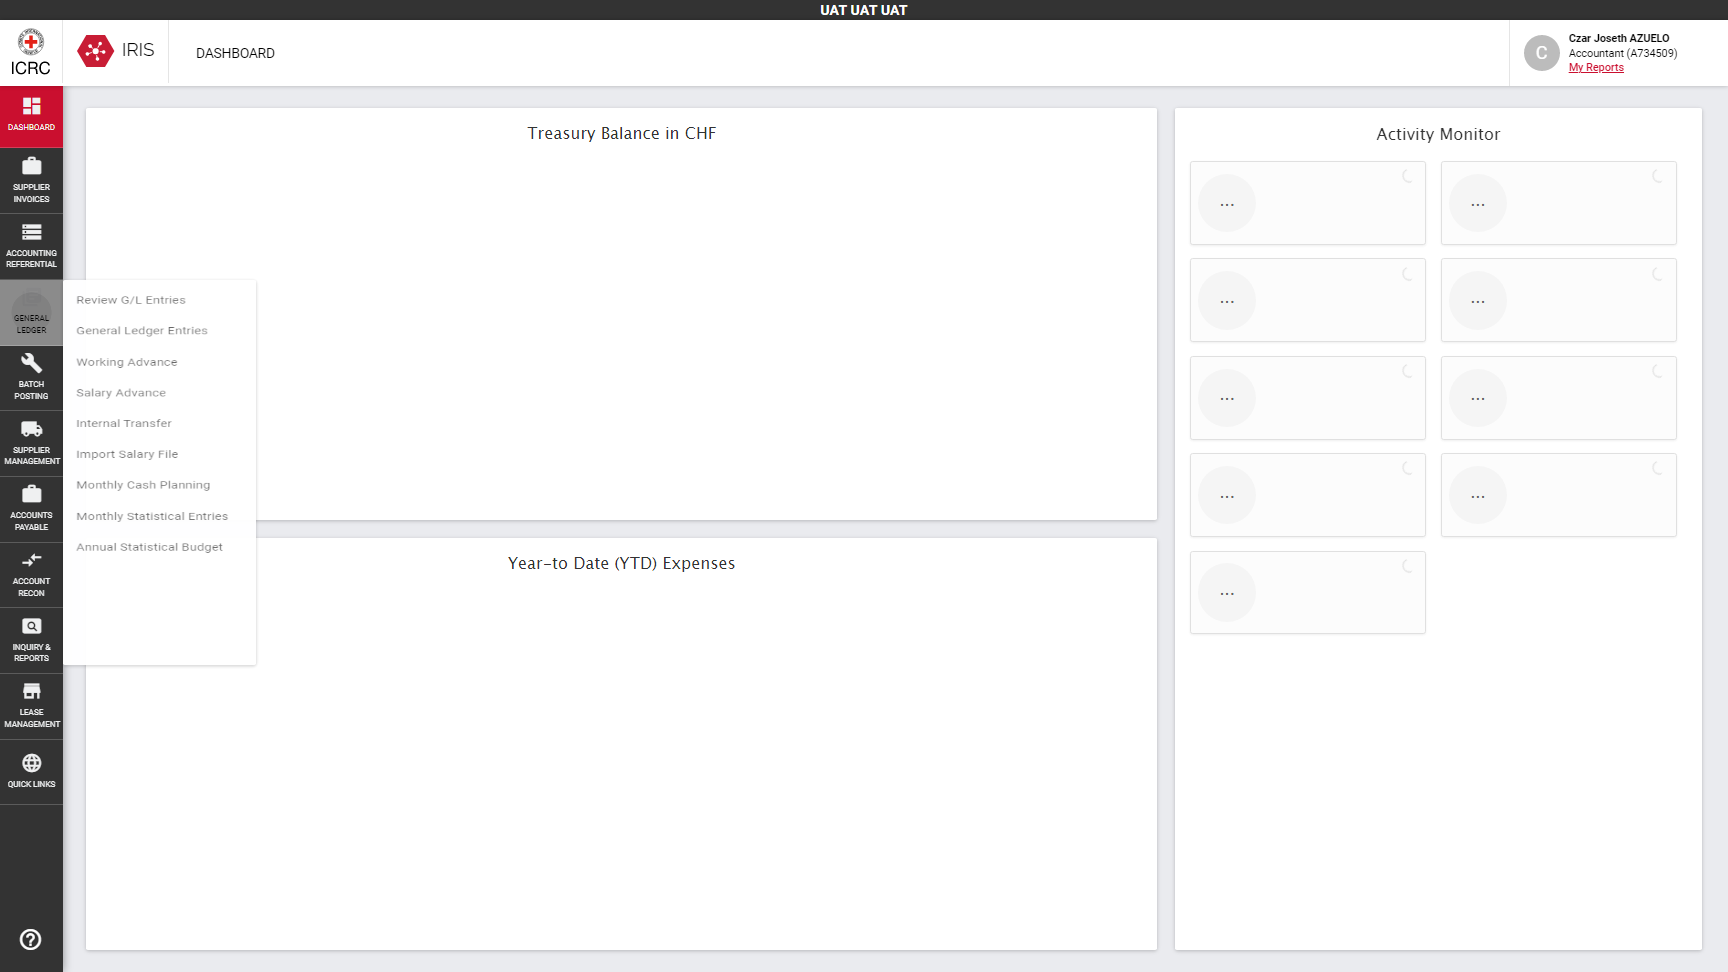 UAT UAT UAT
ICRC
IRIS
DASHBOARD
Czar Joseth AZUELO
Accountant (A734509)
My Reports
DASHBOARD
SUPPLIER
INVOICES
ACCOUNTING
REFERENTIAL
GENERAL
LEDGER
BATCH
POSTING
SUPPLIER
MANAGEMENT
ACCOUNTS
PAYABLE
ACCOUNT
RECON
INQUIRY &
REPORTS
LEASE
MANAGEMENT
QUICK LINKS
Review G/L Entries
General Ledger Entries
Working Advance
Salary Advance
Internal Transfer
Import Salary File
Monthly Cash Planning
Monthly Statistical Entries
Annual Statistical Budget
Treasury Balance in CHF
Year-to Date (YTD) Expenses
Activity Monitor
C
...
...
...
...
...
...
...
...
...